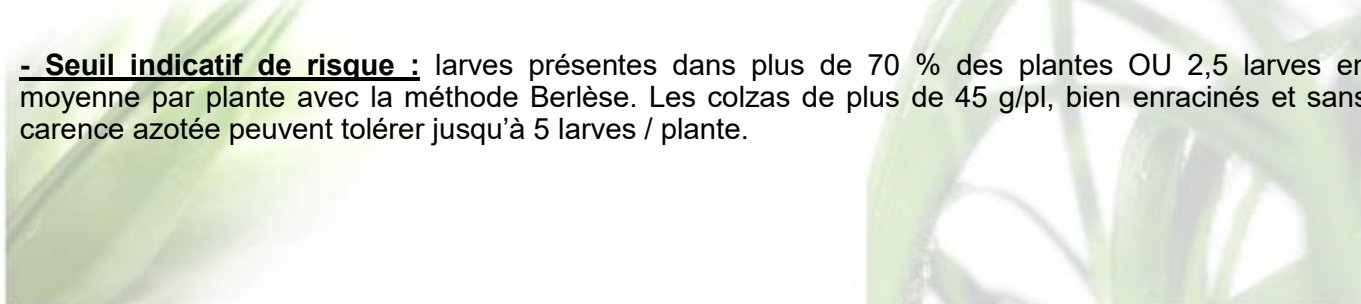 - Seuil indicatif de risque : larves présentes dans plus de 70 % des plantes OU 2,5 larves en
moyenne par plante avec la méthode Berlèse. Les colzas de plus de 45 g/pl, bien enracinés et sans
carence azotée peuvent tolérer jusqu’à 5 larves / plante.